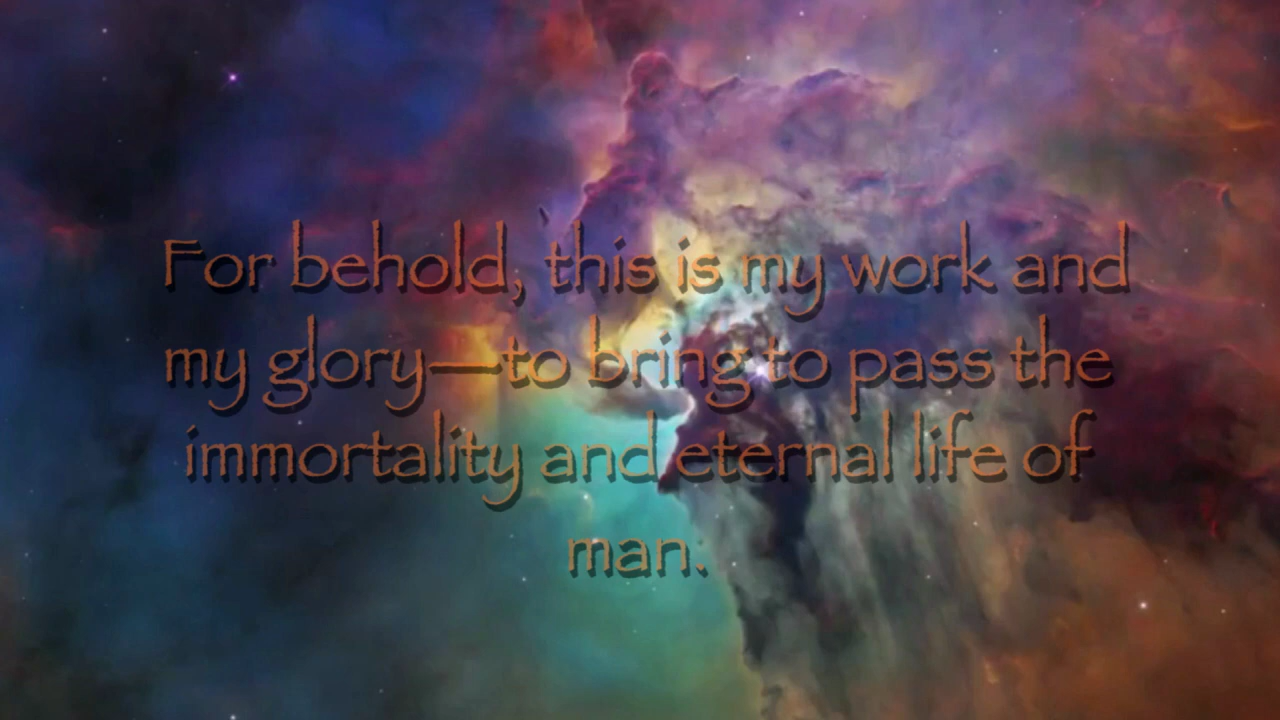 For behold, this is my work and
my glory—to bring to pass the
immortality and eternal life of
man.